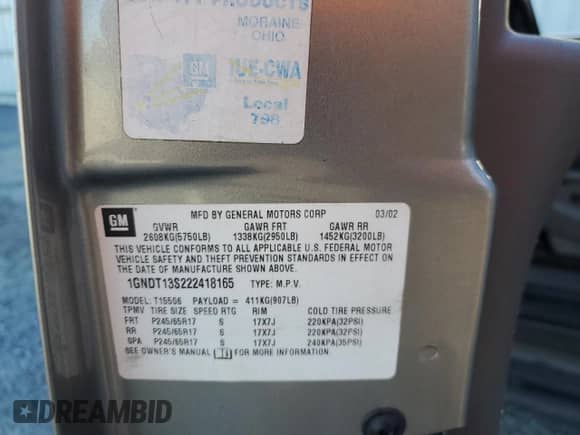 PRODUCTS
MORAINE
OHIO
GM IUE-CWA
Local
798
GM
MFD BY GENERAL MOTORS CORP 03/02
GVWR GAWR FRT GAWR RR
2608KG(5750LB) 1338KG(2950LB) 1452KG(3200LB)
THIS VEHICLE CONFORMS TO ALL APPLICABLE U.S. FEDERAL MOTOR
VEHICLE SAFETY AND THEFT PREVENTION STANDARDS IN EFFECT ON
THE DATE OF MANUFACTURE SHOWN ABOVE.
1GNDT13S222418165 TYPE: M.P.V.
MODEL: T15506 PAYLOAD = 411KG(907LB)
TPMV TIRE SIZE SPEED RTG RIM COLD TIRE PRESSURE
FRT P245/65R17 S 17X7J 220KPA(32PSI)
RR P245/65R17 S 17X7J 220KPA(32PSI)
SPA P245/65R17 S 17X7J 240KPA(35PSI)
SEE OWNER'S MANUAL FOR MORE INFORMATION.
DREAMBID